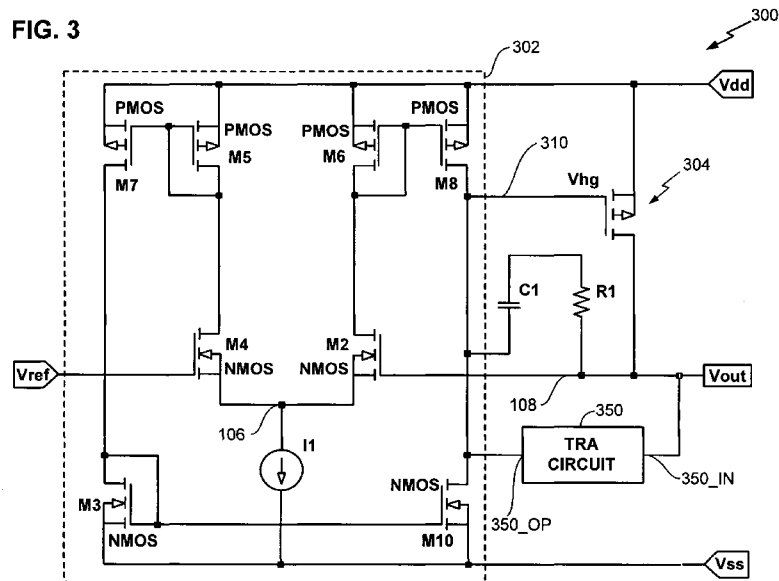 FIG. 3
300
302
Vdd
PMOS
PMOS
PMOS
PMOS
M5
M6
M7
M8
310
Vhg
304
C1
R1
M4
M2
Vref
NMOS
NMOS
Vout
106
108
350
I1
TRA
CIRCUIT
NMOS
350_IN
M3
350_OP
NMOS
M10
Vss